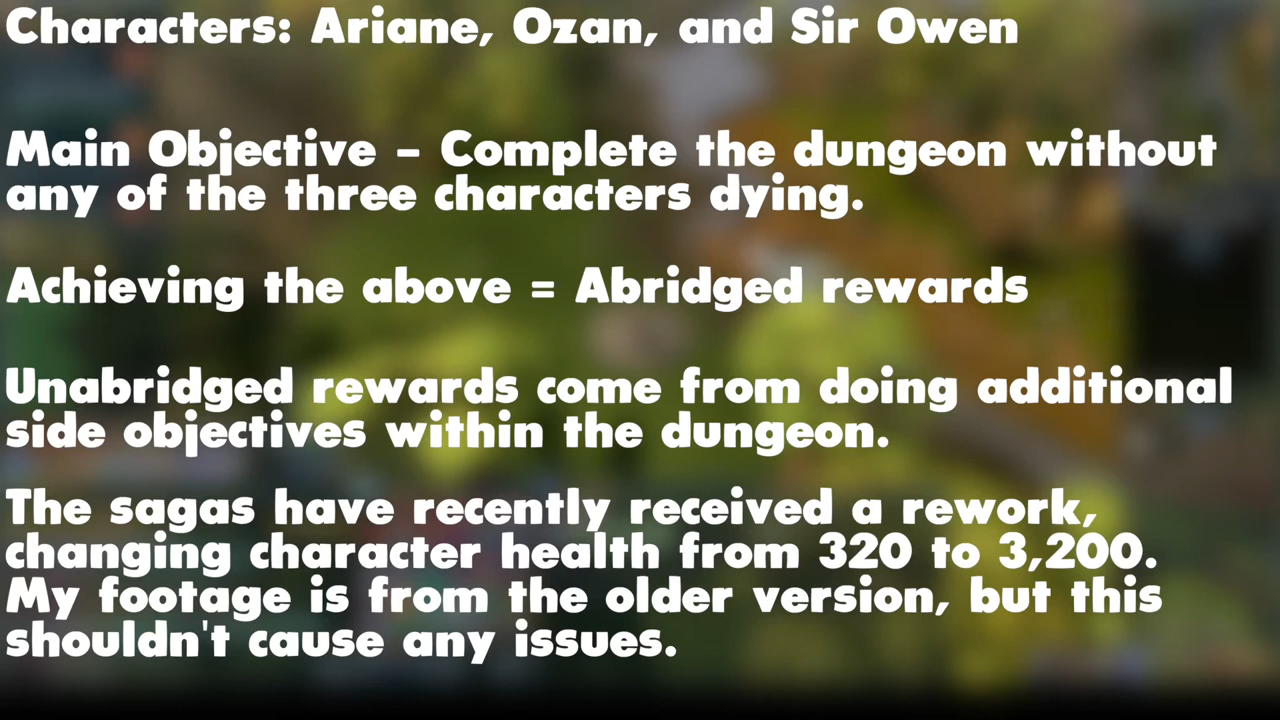 Characters: Ariane, Ozan, and Sir Owen
Main Objective – Complete the dungeon without
any of the three characters dying.
Achieving the above = Abridged rewards
Unabridged rewards come from doing additional
side objectives within the dungeon.
The sagas have recently received a rework,
changing character health from 320 to 3,200.
My footage is from the older version, but this
shouldn't cause any issues.